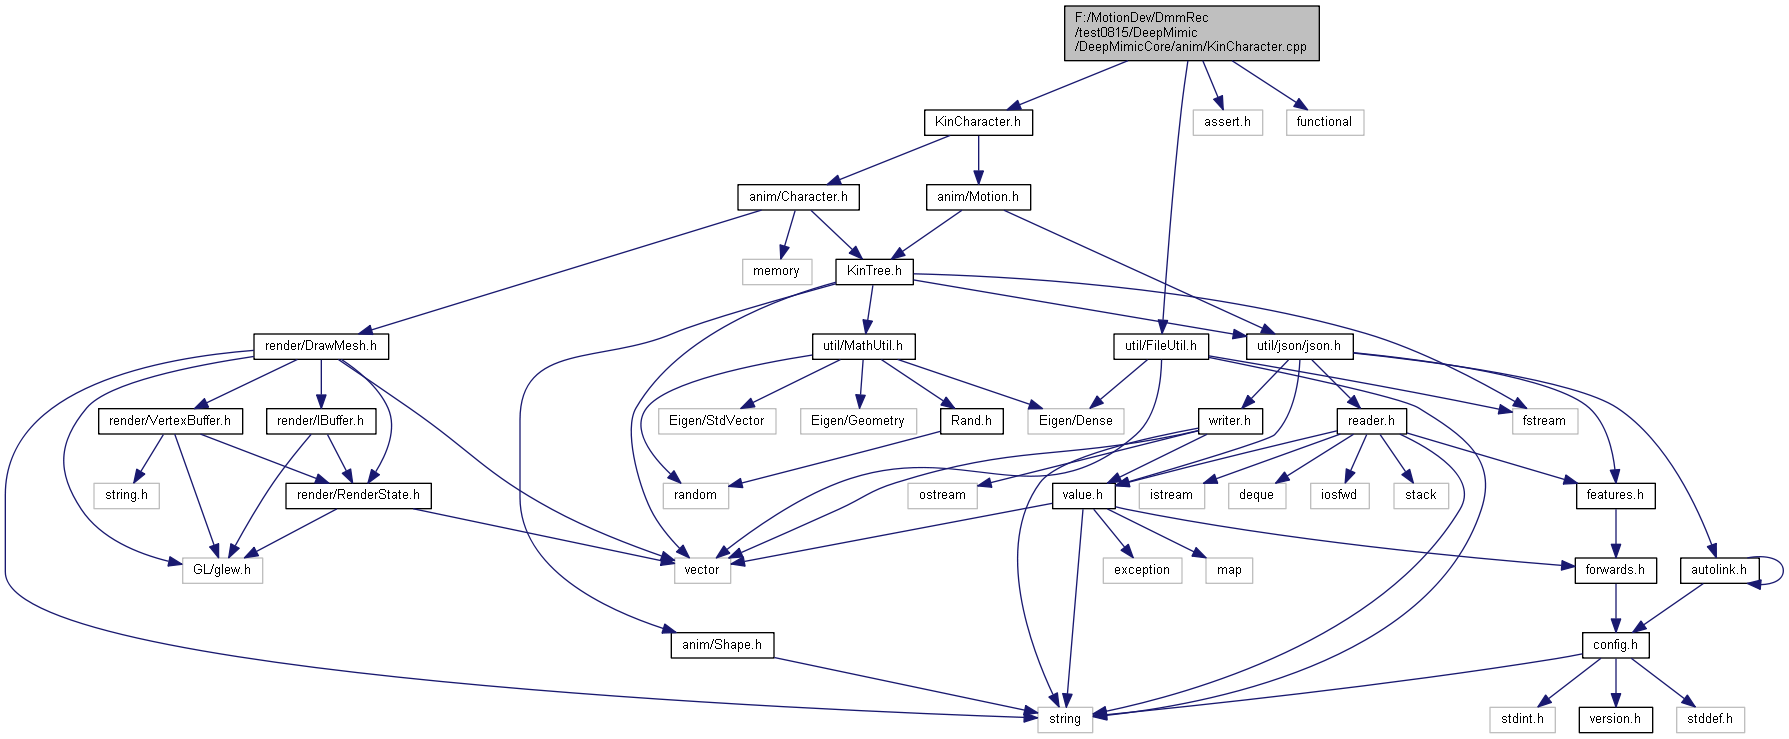 F:/MotionDev/DmmRec
/test0815/DeepMimic
/DeepMimicCore/anim/KinCharacter.cpp
KinCharacter.h
assert.h
functional
anim/Character.h
anim/Motion.h
memory
KinTree.h
render/DrawMesh.h
util/MathUtil.h
util/FileUtil.h
util/json/json.h
render/VertexBuffer.h
render/IBuffer.h
Eigen/StdVector
Eigen/Geometry
Rand.h
Eigen/Dense
writer.h
reader.h
fstream
string.h
render/RenderState.h
random
ostream
value.h
istream
deque
iosfwd
stack
features.h
GL/glew.h
vector
exception
map
forwards.h
autolink.h
anim/Shape.h
config.h
string
stdint.h
version.h
stddef.h